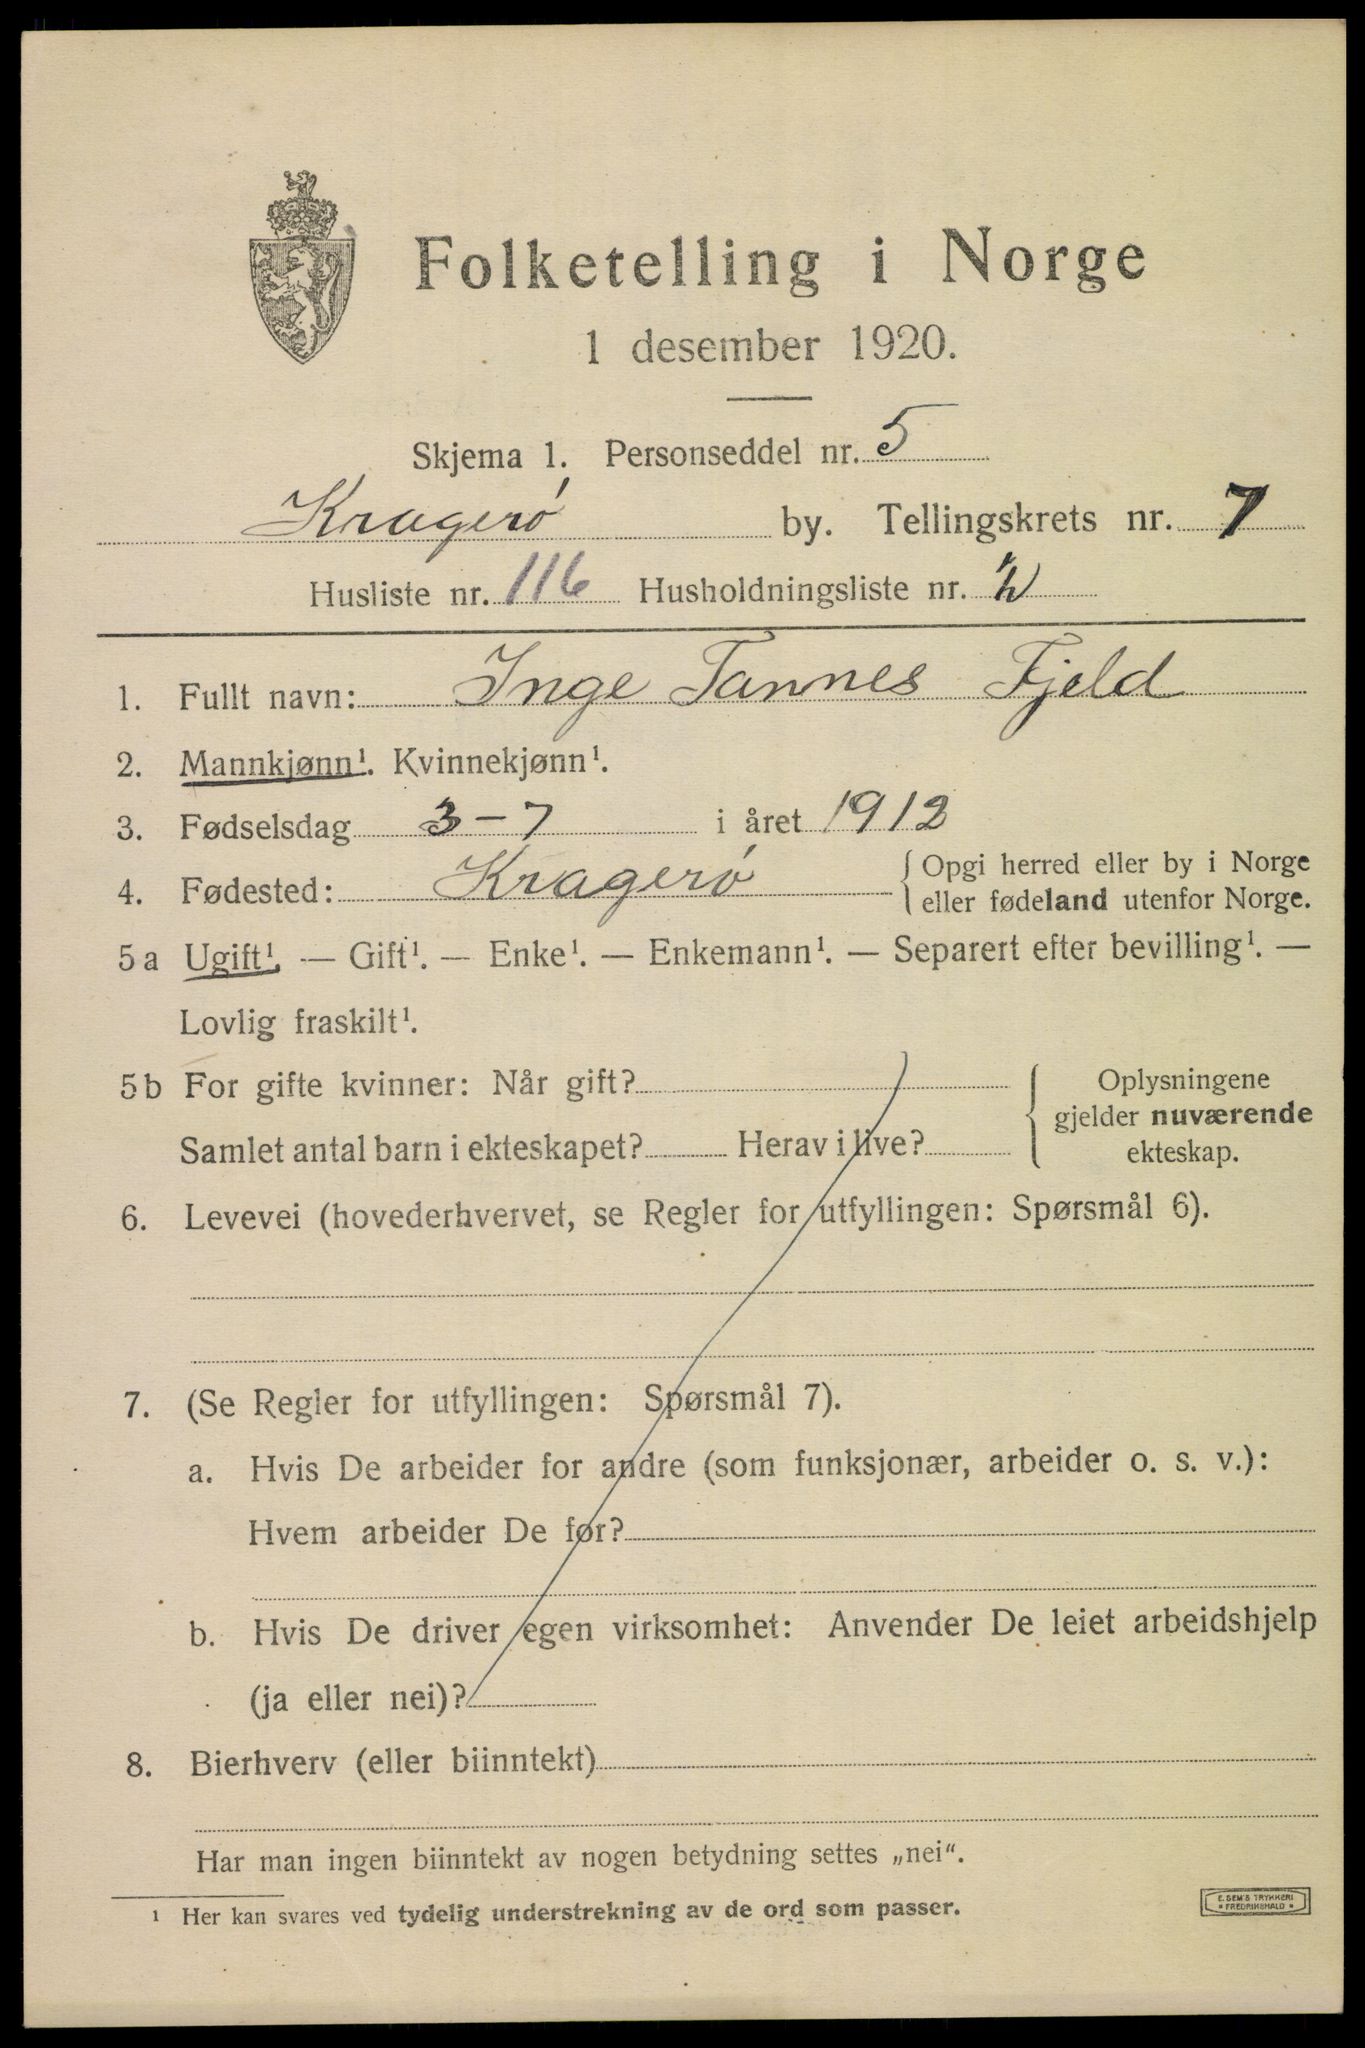 Folketelling i Norge
1 desember 1920.
Skjema 1. Personseddel nr. 5
Kragerø by. Tellingskrets nr. 7
Husliste nr. 116 Husholdningsliste nr.
1. Fullt navn: Inge Tannes Fjeld
2. Mannkjønn¹. Kvinnekjønn¹.
3. Fødselsdag 3-7 i året 1912
4. Fødested: Kragerø { Opgi herred eller by i Norge
eller fødeland utenfor Norge.
5a Ugift¹. — Gift¹. — Enke¹. — Enkemann¹. — Separert efter bevilling¹. —
Lovlig fraskilt¹.
5b For gifte kvinner: Når gift? { Oplysningene
gjelder nuværende
Samlet antal barn i ekteskapet? Herav i live? ekteskap.
6. Levevei (hovederhvervet, se Regler for utfyllingen: Spørsmål 6).
7. (Se Regler for utfyllingen: Spørsmål 7).
a. Hvis De arbeider for andre (som funksjonær, arbeider o. s. v.):
Hvem arbeider De for?
b. Hvis De driver egen virksomhet: Anvender De leiet arbeidshjelp
(ja eller nei)?
8. Bierhverv (eller biinntekt)
Har man ingen biinntekt av nogen betydning settes „nei“.
¹ Her kan svares ved tydelig understrekning av de ord som passer.
E. SEM'S TRYKKERI
* FREDRIKSHALD *